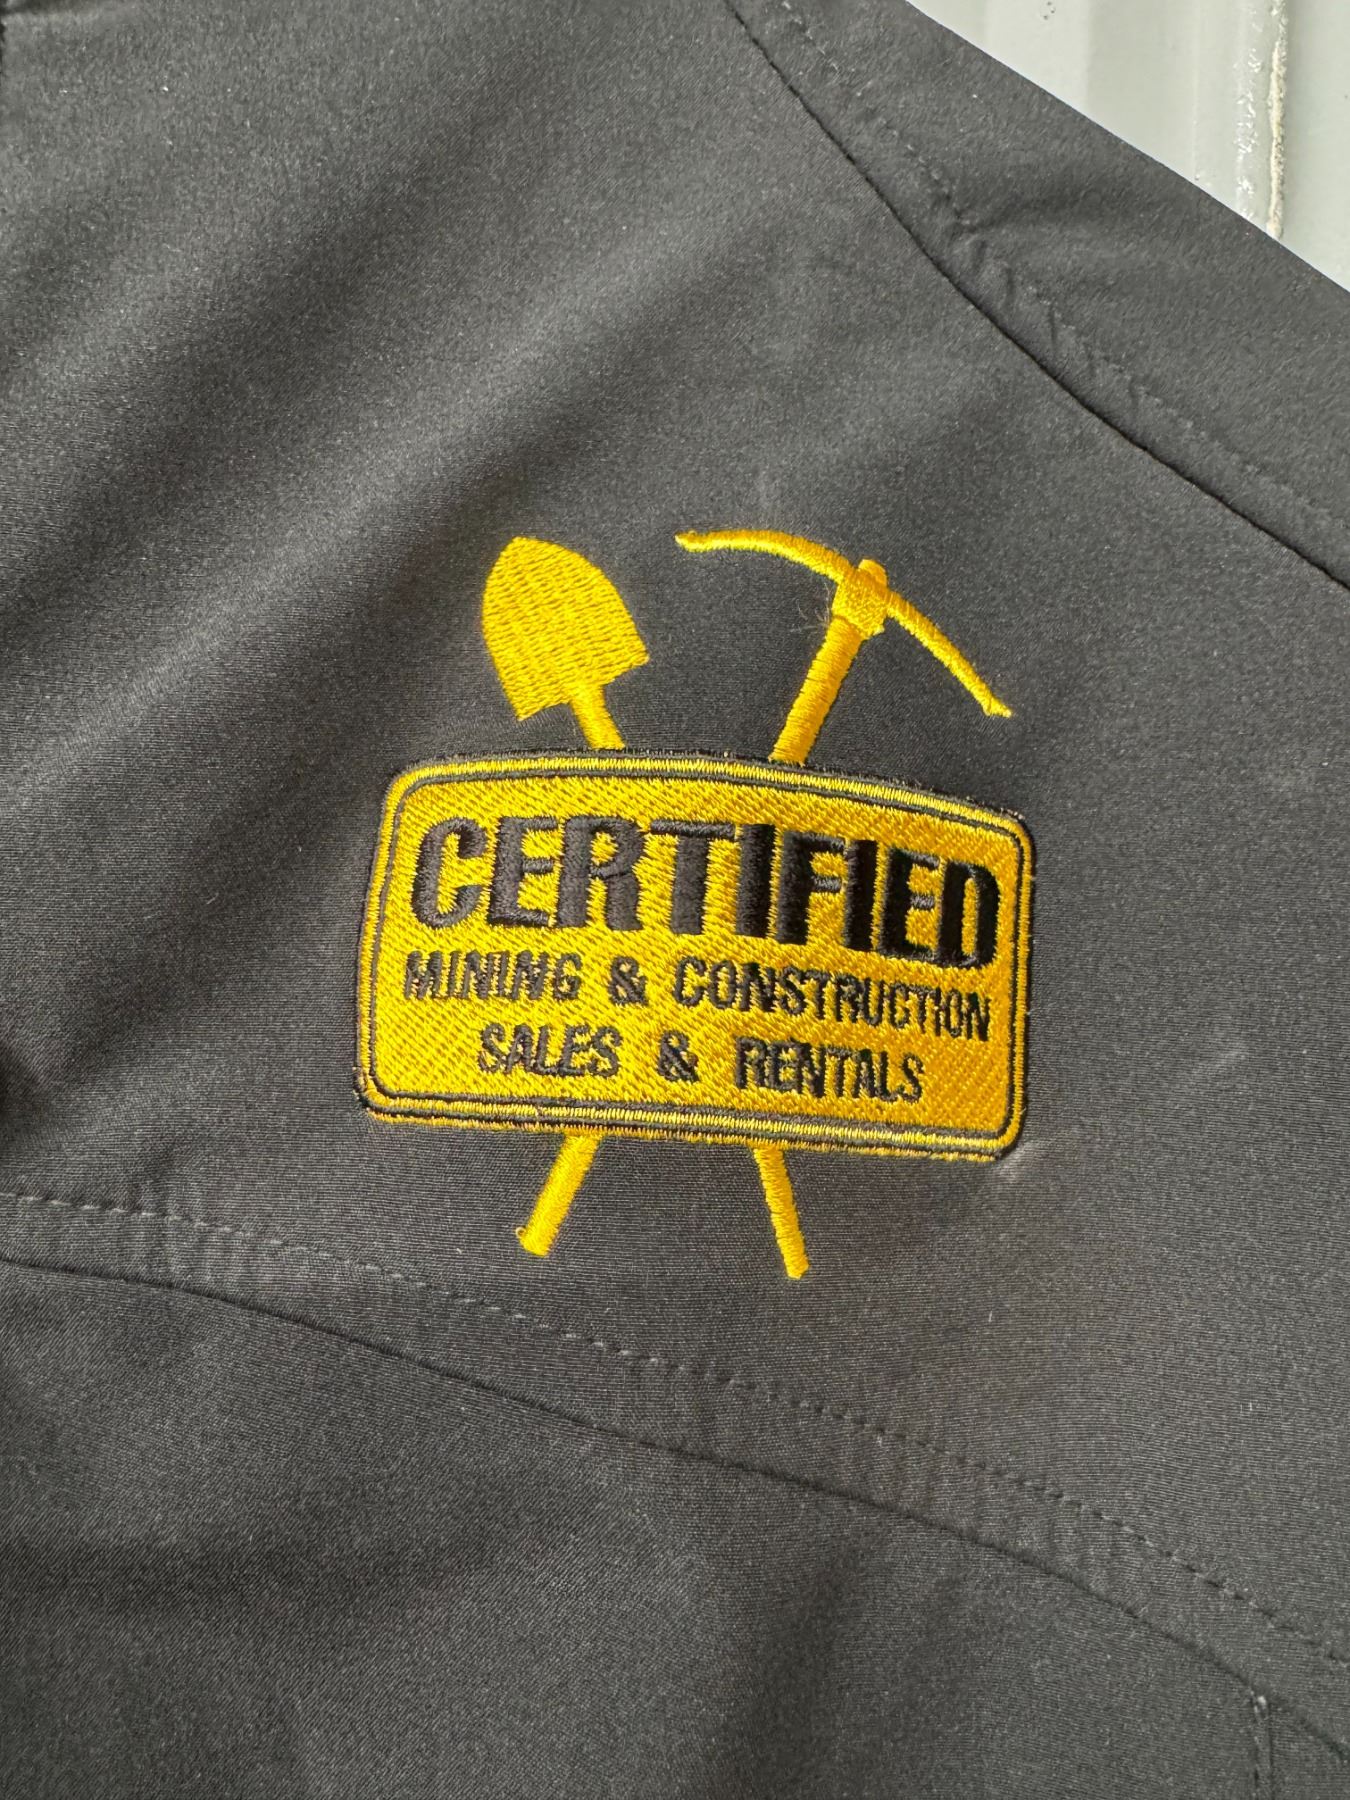 CERTIFIED
MINING & CONSTRUCTION
SALES & RENTALS